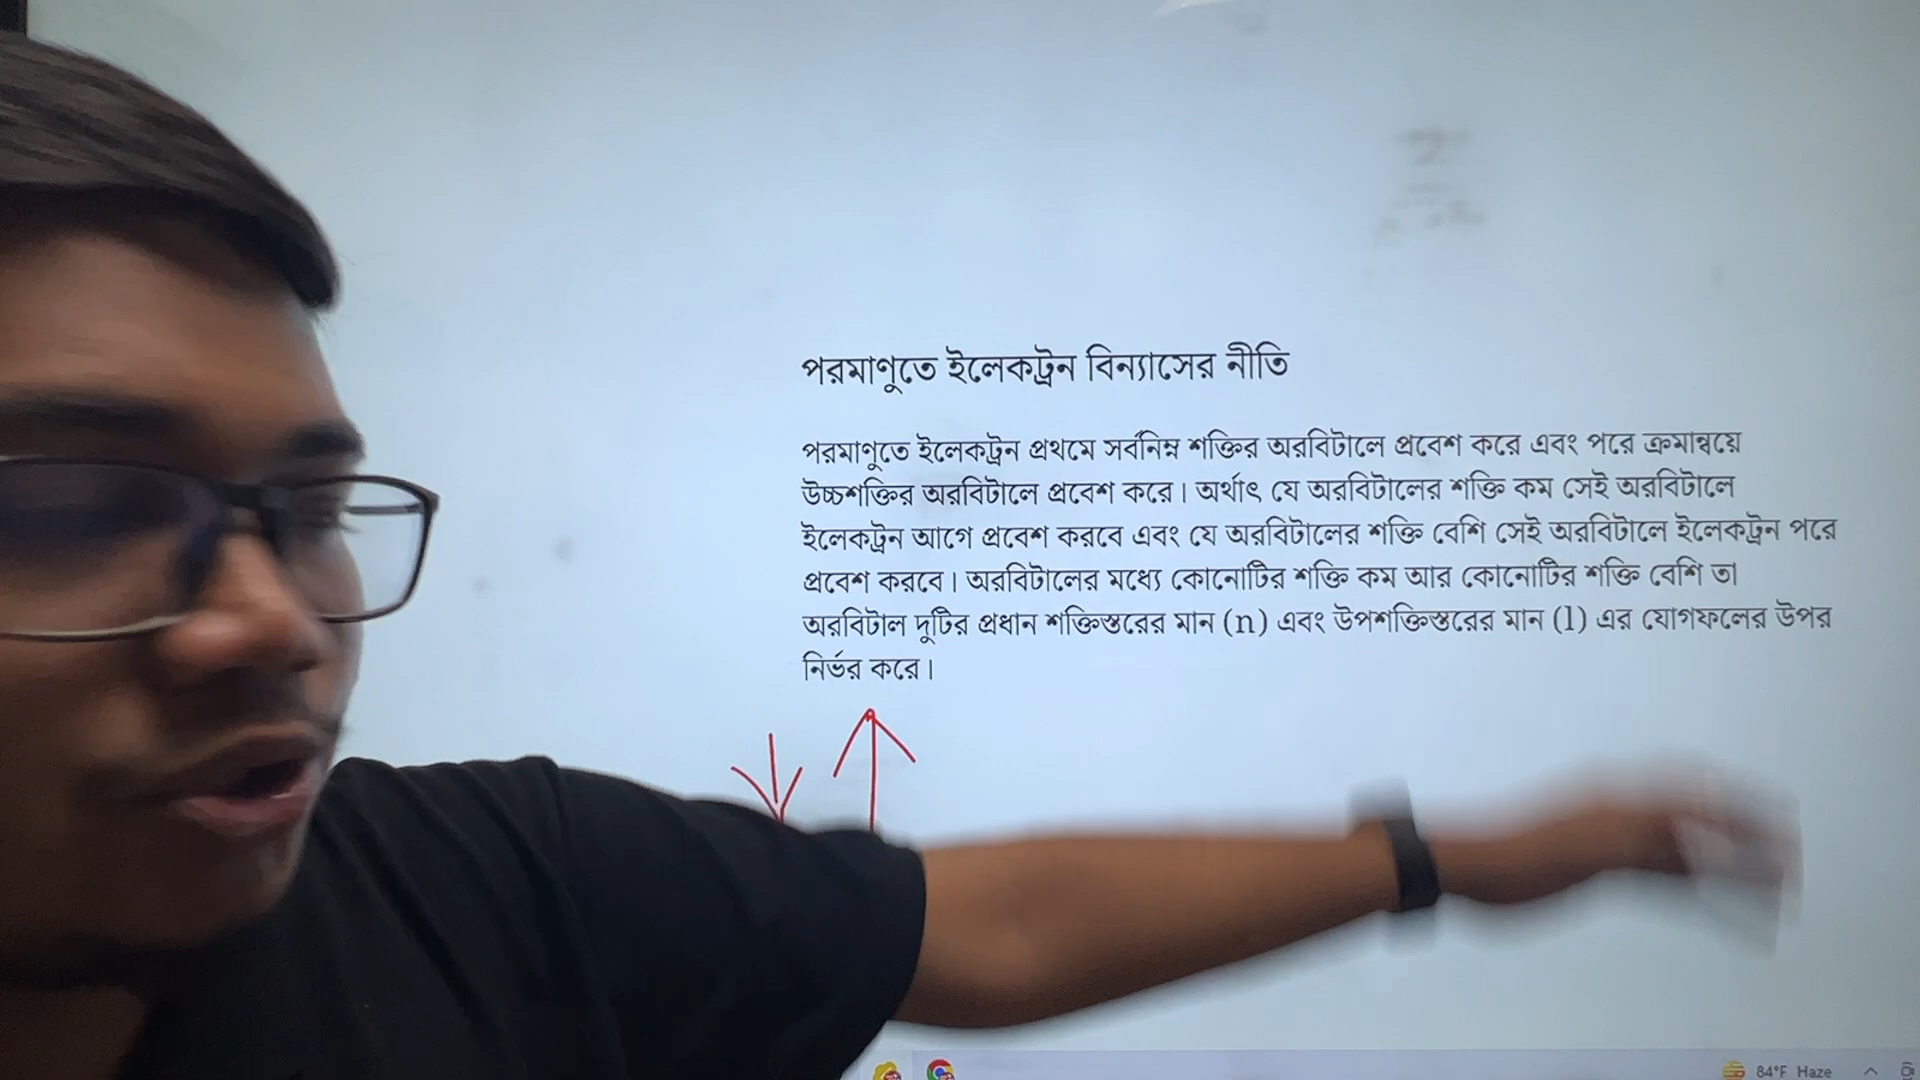 পরমাণুতে ইলেকট্রন বিন্যাসের নীতি
পরমাণুতে ইলেকট্রন প্রথমে সর্বনিম্ন শক্তির অরবিটালে প্রবেশ করে এবং পরে ক্রমান্বয়ে
উচ্চশক্তির অরবিটালে প্রবেশ করে। অর্থাৎ যে অরবিটালের শক্তি কম সেই অরবিটালে
ইলেকট্রন আগে প্রবেশ করবে এবং যে অরবিটালের শক্তি বেশি সেই অরবিটালে ইলেকট্রন পরে
প্রবেশ করবে। অরবিটালের মধ্যে কোনোটির শক্তি কম আর কোনোটির শক্তি বেশি তা
অরবিটাল দুটির প্রধান শক্তিস্তরের মান (n) এবং উপশক্তিস্তরের মান (l) এর যোগফলের উপর
নির্ভর করে।
84°F Haze